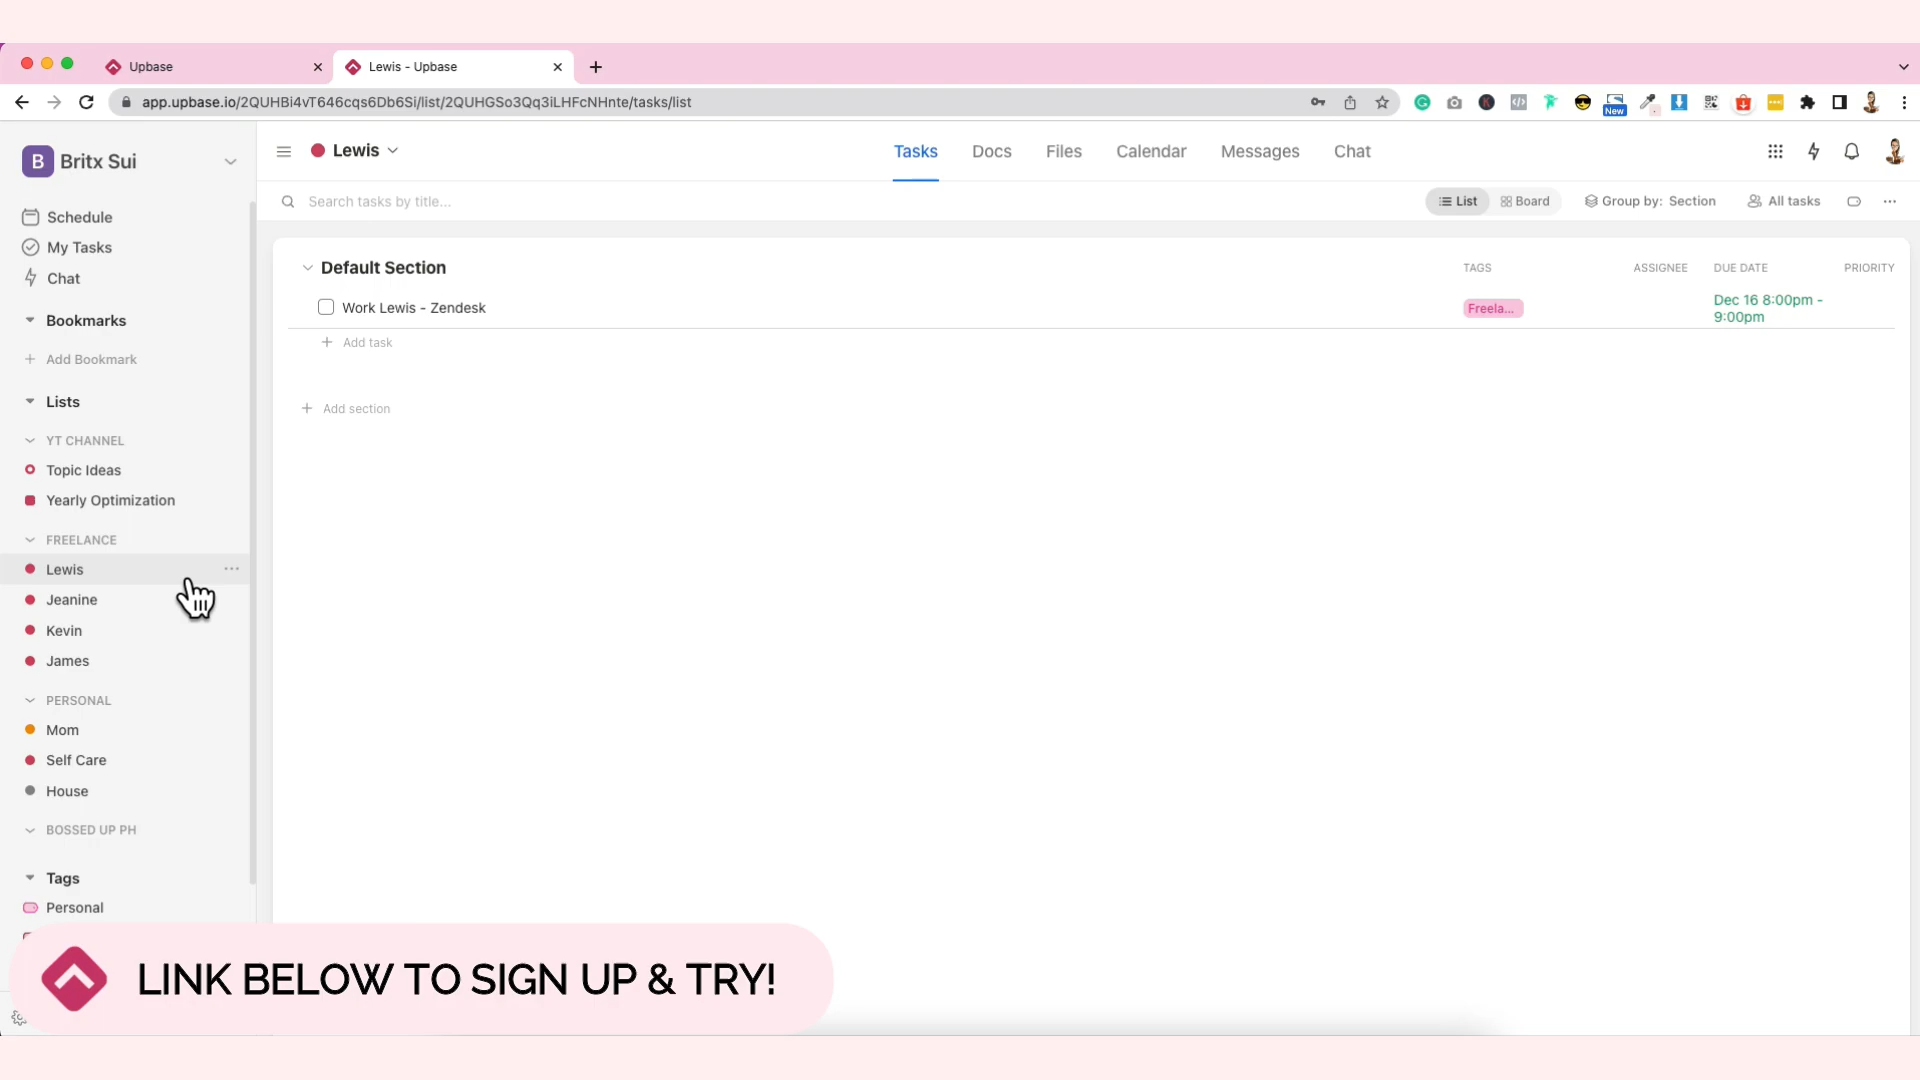 Upbase
Lewis - Upbase
app.upbase.io/2QUHBi4vT646cqs6Db6Si/list/2QUHGSo3Qq3iLHFcNHnte/tasks/list
New
B Britx Sui
Lewis
Tasks
Docs
Files
Calendar
Messages
Chat
Schedule
My Tasks
Chat
Bookmarks
Add Bookmark
Lists
YT CHANNEL
Topic Ideas
Yearly Optimization
FREELANCE
Lewis
Jeanine
Kevin
James
PERSONAL
Mom
Self Care
House
BOSSED UP PH
Tags
Personal
Search tasks by title...
List
Board
Group by: Section
All tasks
Default Section
TAGS
ASSIGNEE
DUE DATE
PRIORITY
Work Lewis - Zendesk
Freela...
Dec 16 8:00pm -
9:00pm
Add task
Add section
LINK BELOW TO SIGN UP & TRY!